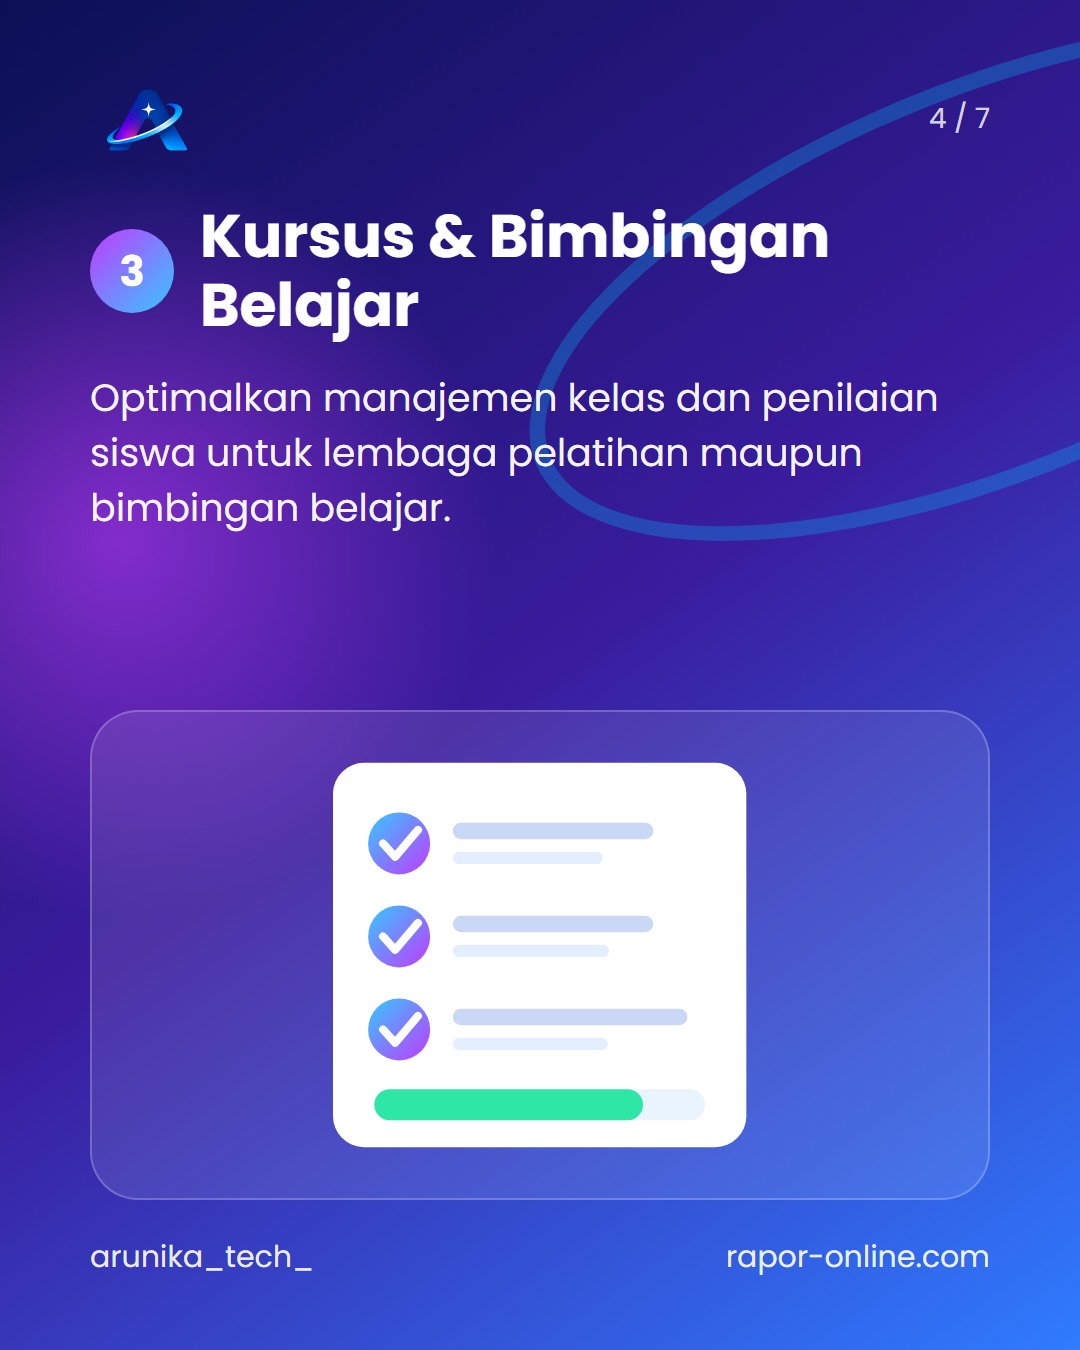 4 / 7
3
Kursus & Bimbingan
Belajar
Optimalkan manajemen kelas dan penilaian
siswa untuk lembaga pelatihan maupun
bimbingan belajar.
arunika_tech_
rapor-online.com